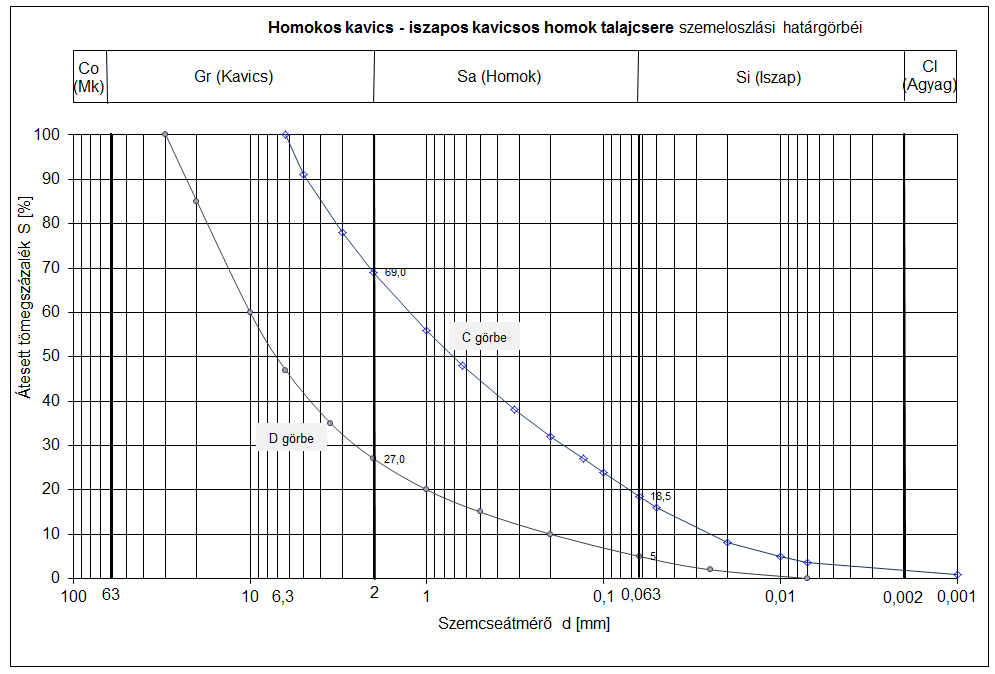 Homokos kavics - iszapos kavicsos homok talajcsere szemeloszlási határgörbéi
Co
(Mk)
Gr (Kavics)
Sa (Homok)
Si (Iszap)
Cl
(Agyag)
Átesett tömegszázalék S [%]
100
90
80
70
60
50
40
30
20
10
0
69,0
C görbe
D görbe
27,0
18,5
5
100
63
10
6,3
2
1
0,1
0,063
0,01
0,002
0,001
Szemcseátmérő d [mm]